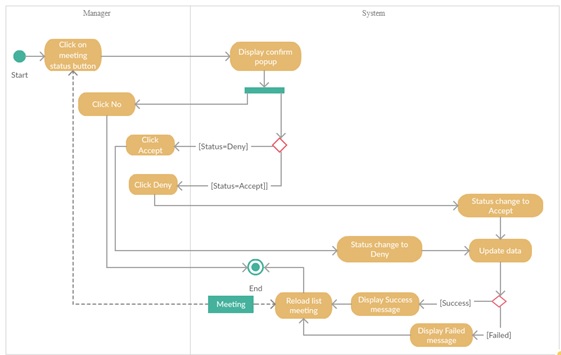 Manager
System
Click on
meeting
status button
Display confirm
popup
Start
Click No
Click
Accept
[Status=Deny]
Click Deny
[Status=Accept]]
Status change to
Accept
Status change to
Deny
Update data
End
Meeting
Reload list
meeting
Display Success
message
[Success]
Display Failed
message
[Failed]